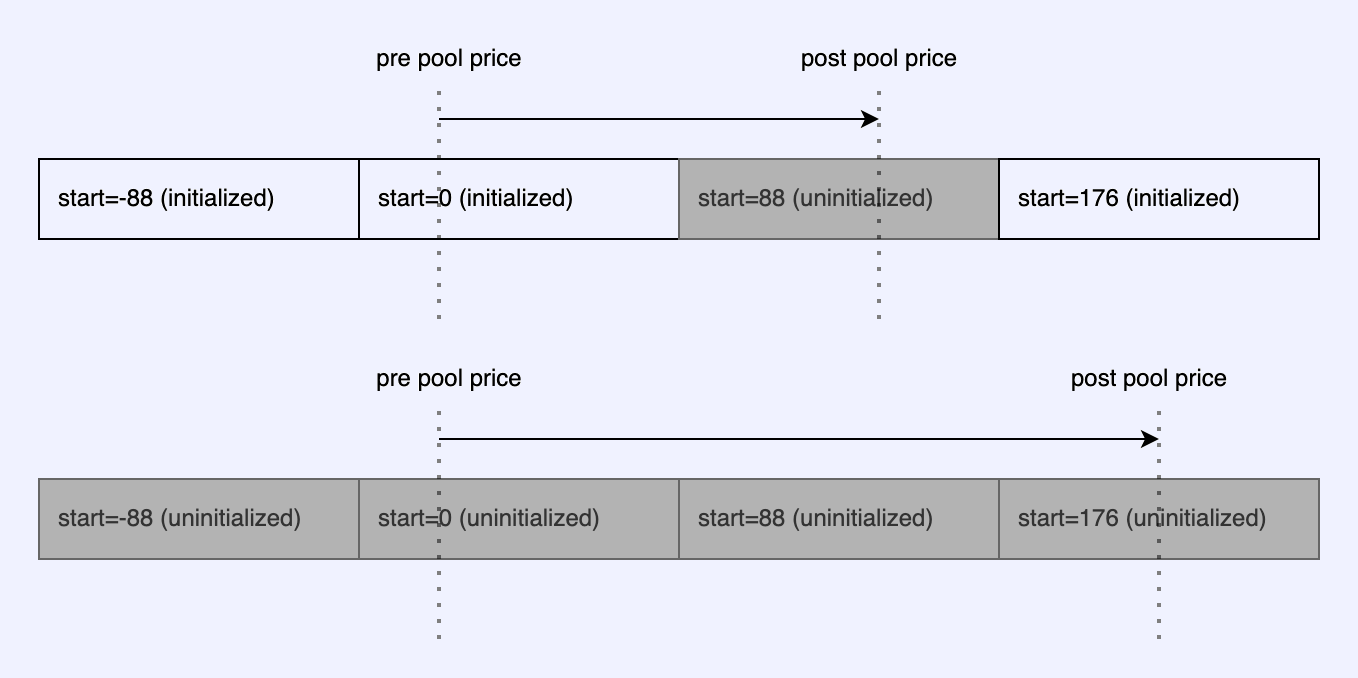 pre pool price
post pool price
start=-88 (initialized)
start=0 (initialized)
start=88 (uninitialized)
start=176 (initialized)
pre pool price
post pool price
start=-88 (uninitialized)
start=0 (uninitialized)
start=88 (uninitialized)
start=176 (uninitialized)